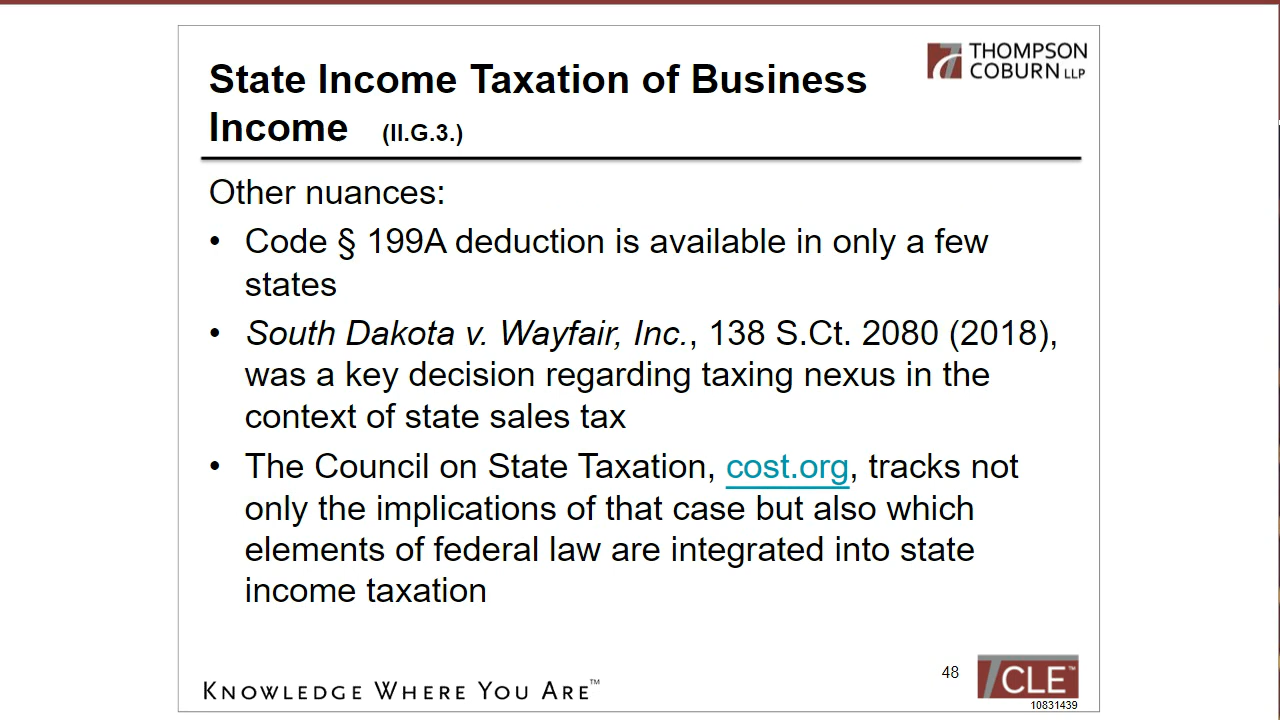 THOMPSON
COBURN LLP
State Income Taxation of Business
Income (II.G.3.)
Other nuances:
• Code § 199A deduction is available in only a few
states
• South Dakota v. Wayfair, Inc., 138 S.Ct. 2080 (2018),
was a key decision regarding taxing nexus in the
context of state sales tax
• The Council on State Taxation, cost.org, tracks not
only the implications of that case but also which
elements of federal law are integrated into state
income taxation
KNOWLEDGE WHERE YOU ARE™
48
TCLE™
10831439